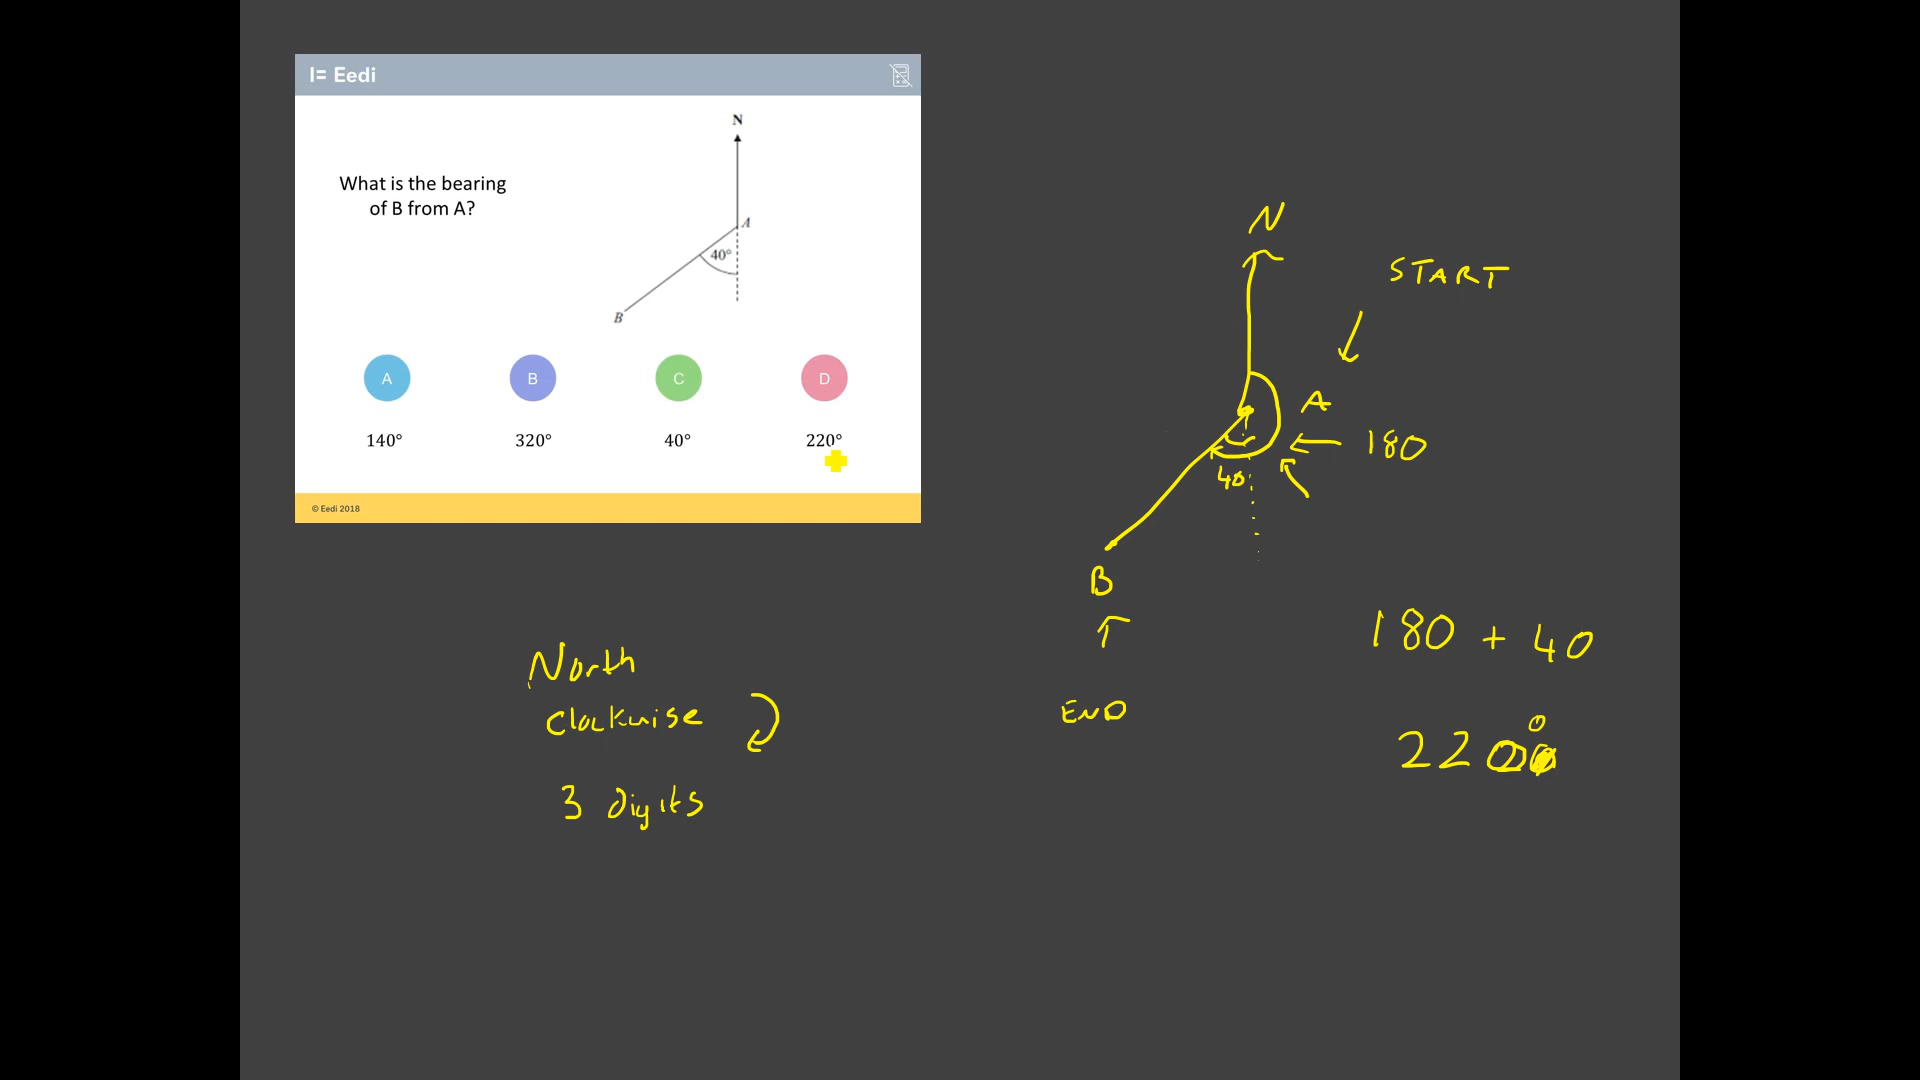 I= Eedi
N
What is the bearing
of B from A?
A
40°
B
A
B
C
D
140°
320°
40°
220°
© Eedi 2018
N
START
A
180
40
B
END
180 + 40
220°
North
Clockwise
3 digits